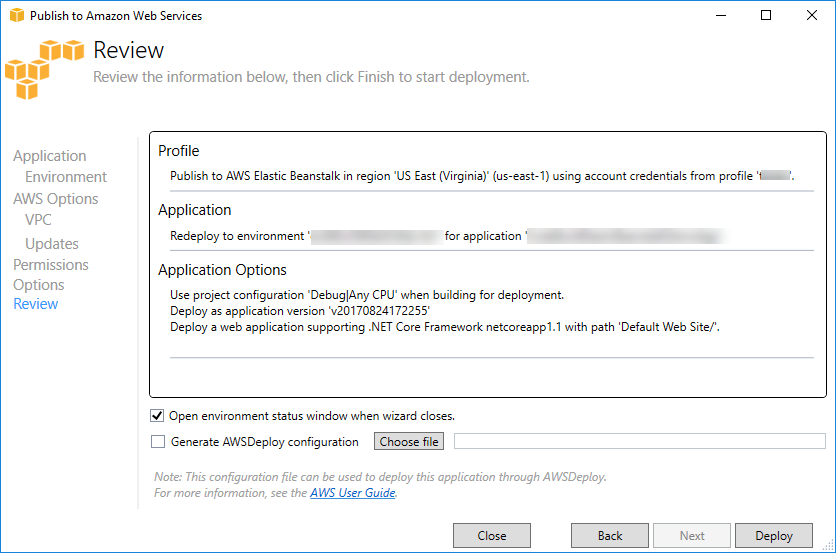 Publish to Amazon Web Services
Review
Review the information below, then click Finish to start deployment.
Application
Environment
AWS Options
VPC
Updates
Permissions
Options
Review
Profile
Publish to AWS Elastic Beanstalk in region 'US East (Virginia)' (us-east-1) using account credentials from profile 't'.
Application
Redeploy to environment ' for application '
Application Options
Use project configuration 'Debug|Any CPU' when building for deployment.
Deploy as application version 'v20170824172255'
Deploy a web application supporting .NET Core Framework netcoreapp1.1 with path 'Default Web Site/'.
Open environment status window when wizard closes.
Generate AWSDeploy configuration Choose file
Note: This configuration file can be used to deploy this application through AWSDeploy.
For more information, see the AWS User Guide.
Close Back Next Deploy